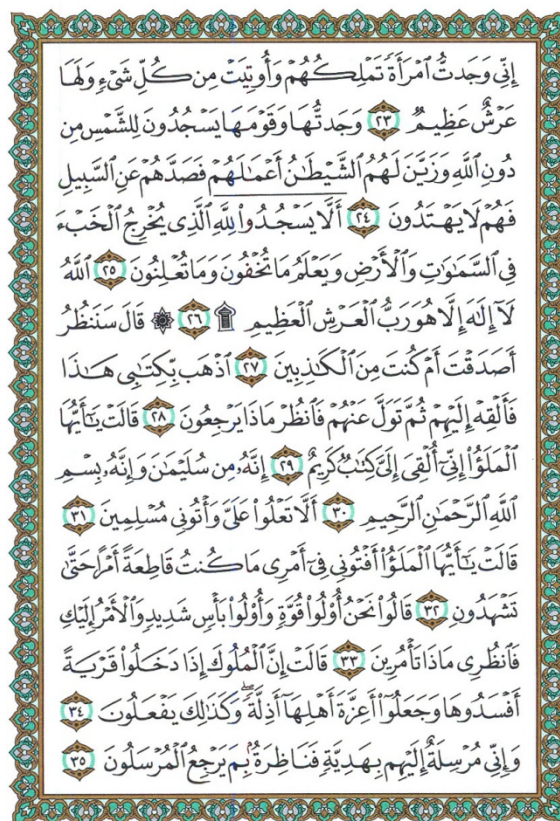 إِنِّي وَجَدتُّ ٱمۡرَأَةٗ تَمۡلِكُهُمۡ وَأُوتِيَتۡ مِن كُلِّ شَيۡءٖ وَلَهَا
عَرۡشٌ عَظِيمٞ ٢٣ وَجَدتُّهَا وَقَوۡمَهَا يَسۡجُدُونَ لِلشَّمۡسِ مِن
دُونِ ٱللَّهِ وَزَيَّنَ لَهُمُ ٱلشَّيۡطَٰنُ أَعۡمَٰلَهُمۡ فَصَدَّهُمۡ عَنِ ٱلسَّبِيلِ
فَهُمۡ لَا يَهۡتَدُونَ ٢٤ أَلَّا يَسۡجُدُواْ لِلَّهِ ٱلَّذِي يُخۡرِجُ ٱلۡخَبۡءَ
فِي ٱلسَّمَٰوَٰتِ وَٱلۡأَرۡضِ وَيَعۡلَمُ مَا تُخۡفُونَ وَمَا تُعۡلِنُونَ ٢٥ ٱللَّهُ
لَآ إِلَٰهَ إِلَّا هُوَ رَبُّ ٱلۡعَرۡشِ ٱلۡعَظِيمِ ۩ ٢٦ ۞ قَالَ سَنَنظُرُ
أَصَدَقۡتَ أَمۡ كُنتَ مِنَ ٱلۡكَٰذِبِينَ ٢٧ ٱذۡهَب بِّكِتَٰبِي هَٰذَا
فَأَلۡقِهۡ إِلَيۡهِمۡ ثُمَّ تَوَلَّ عَنۡهُمۡ فَٱنظُرۡ مَاذَا يَرۡجِعُونَ ٢٨ قَالَتۡ يَٰٓأَيُّهَا
ٱلۡمَلَؤُاْ إِنِّيٓ أُلۡقِيَ إِلَيَّ كِتَٰبٞ كَرِيمٌ ٢٩ إِنَّهُۥ مِن سُلَيۡمَٰنَ وَإِنَّهُۥ بِسۡمِ
ٱللَّهِ ٱلرَّحۡمَٰنِ ٱلرَّحِيمِ ٣٠ أَلَّا تَعۡلُواْ عَلَيَّ وَأۡتُونِي مُسۡلِمِينَ ٣١
قَالَتۡ يَٰٓأَيُّهَا ٱلۡمَلَؤُاْ أَفۡتُونِي فِيٓ أَمۡرِي مَا كُنتُ قَاطِعَةً أَمۡرًا حَتَّىٰ
تَشۡهَدُونِ ٣٢ قَالُواْ نَحۡنُ أُوْلُواْ قُوَّةٖ وَأُوْلُواْ بَأۡسٖ شَدِيدٖ وَٱلۡأَمۡرُ إِلَيۡكِ
فَٱنظُرِي مَاذَا تَأۡمُرِينَ ٣٣ قَالَتۡ إِنَّ ٱلۡمُلُوكَ إِذَا دَخَلُواْ قَرۡيَةً
أَفۡسَدُوهَا وَجَعَلُوٓاْ أَعِزَّةَ أَهۡلِهَآ أَذِلَّةٗۚ وَكَذَٰلِكَ يَفۡعَلُونَ ٣٤
وَإِنِّي مُرۡسِلَةٌ إِلَيۡهِم بِهَدِيَّةٖ فَنَاظِرَةُۢ بِمَ يَرۡجِعُ ٱلۡمُرۡسَلُونَ ٣٥